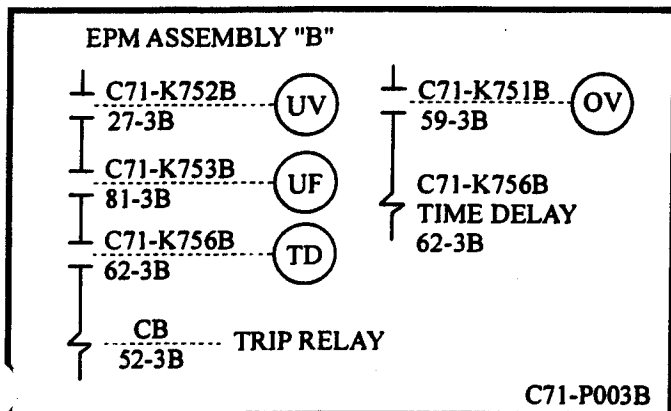 EPM ASSEMBLY "B"
C71-K752B
27-3B
UV
C71-K753B
81-3B
UF
C71-K756B
62-3B
TD
CB
52-3B
TRIP RELAY
C71-K751B
59-3B
OV
C71-K756B
TIME DELAY
62-3B
C71-P003B